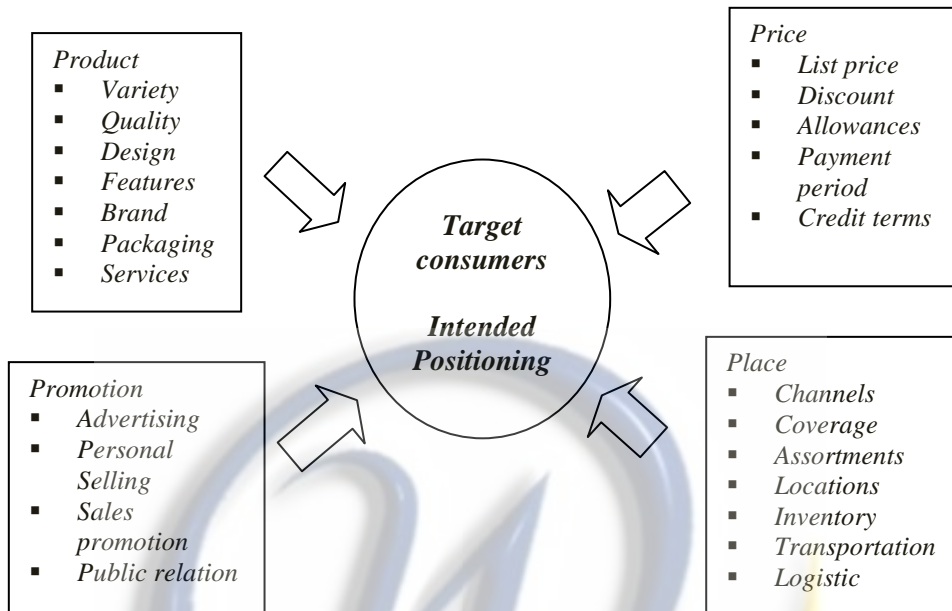 Product
▪ Variety
▪ Quality
▪ Design
▪ Features
▪ Brand
▪ Packaging
▪ Services
Price
▪ List price
▪ Discount
▪ Allowances
▪ Payment
period
▪ Credit terms
Target
consumers
Intended
Positioning
Promotion
▪ Advertising
▪ Personal
Selling
▪ Sales
promotion
▪ Public relation
Place
▪ Channels
▪ Coverage
▪ Assortments
▪ Locations
▪ Inventory
▪ Transportation
▪ Logistic